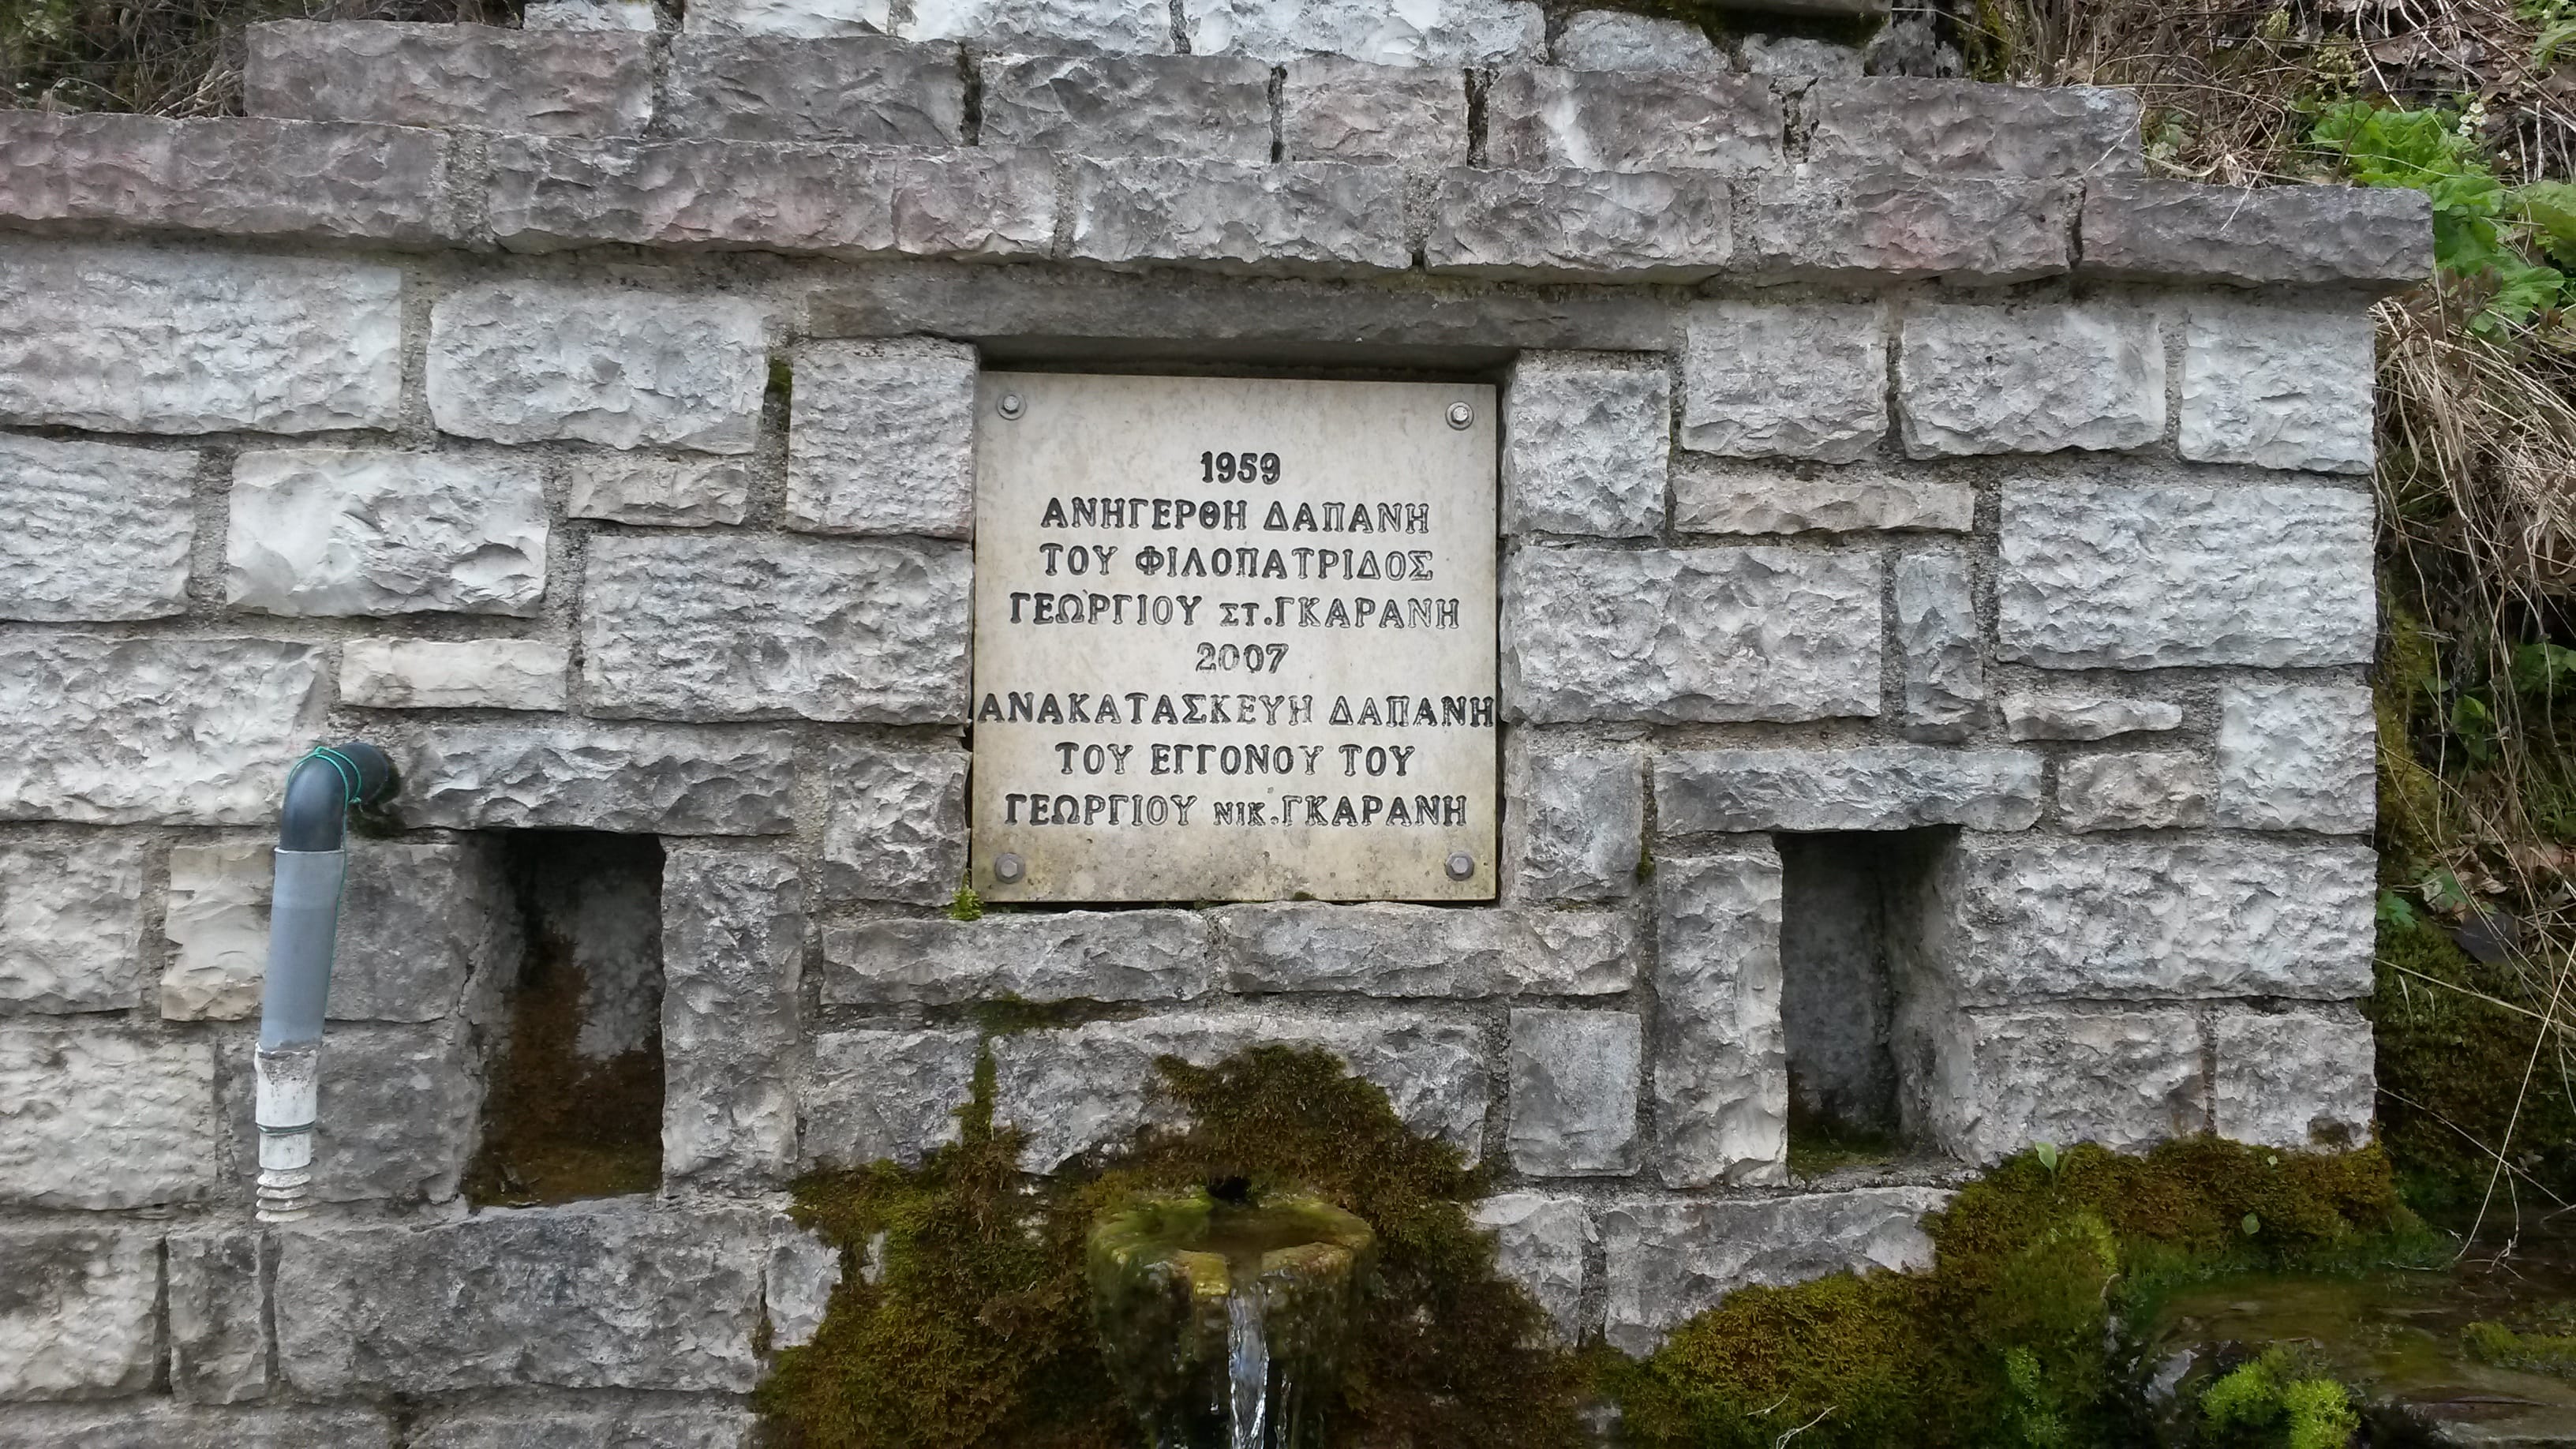 1959
ΑΝΗΓΕΡΘΗ ΔΑΠΑΝΗ
ΤΟΥ ΦΙΛΟΠΑΤΡΙΔΟΣ
ΓΕΩΡΓΙΟΥ ΣΤ.ΓΚΑΡΑΝΗ
2007
ΑΝΑΚΑΤΑΣΚΕΥΗ ΔΑΠΑΝΗ
ΤΟΥ ΕΓΓΟΝΟΥ ΤΟΥ
ΓΕΩΡΓΙΟΥ ΝΙΚ.ΓΚΑΡΑΝΗ